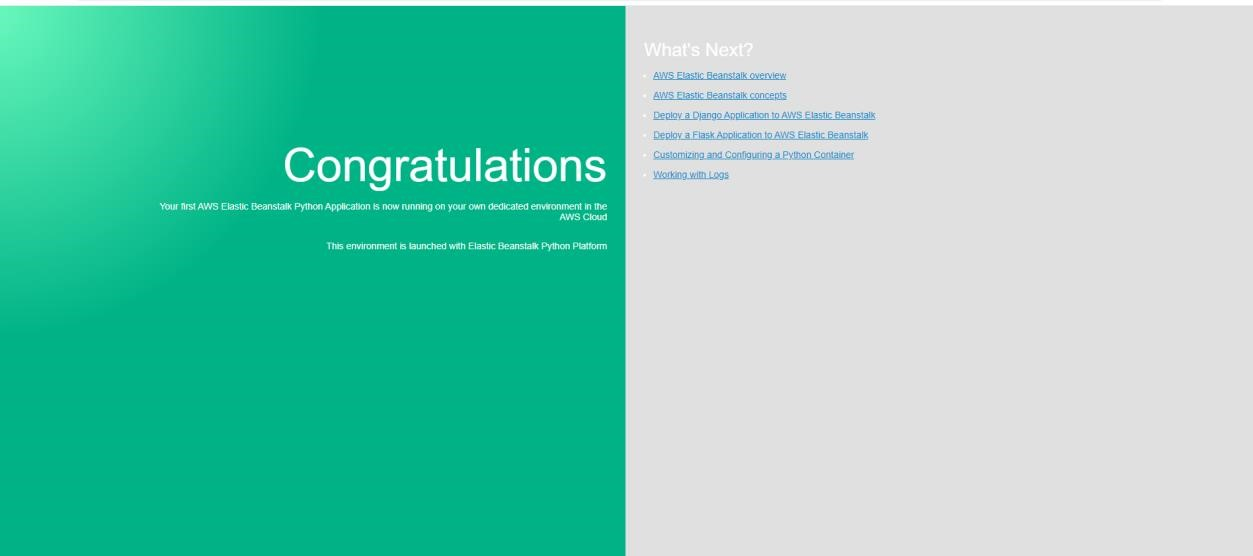 Congratulations
Your first AWS Elastic Beanstalk Python Application is now running on your own dedicated environment in the
AWS Cloud
This environment is launched with Elastic Beanstalk Python Platform
What's Next?
AWS Elastic Beanstalk overview
AWS Elastic Beanstalk concepts
Deploy a Django Application to AWS Elastic Beanstalk
Deploy a Flask Application to AWS Elastic Beanstalk
Customizing and Configuring a Python Container
Working with Logs